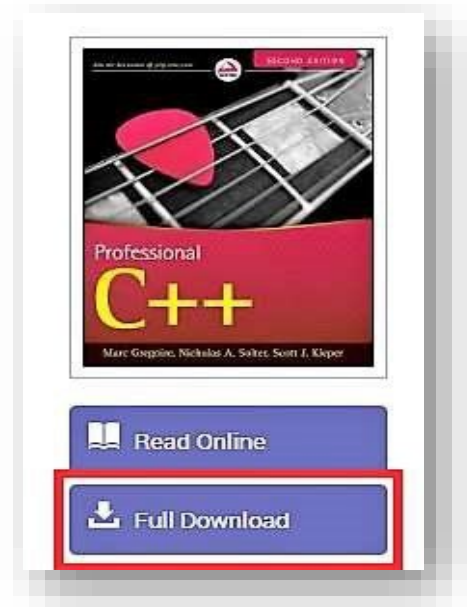 SECOND EDITION
Professional
C++
Marc Gregoire, Nicholas A. Solter, Scott J. Kleper
Read Online
Full Download